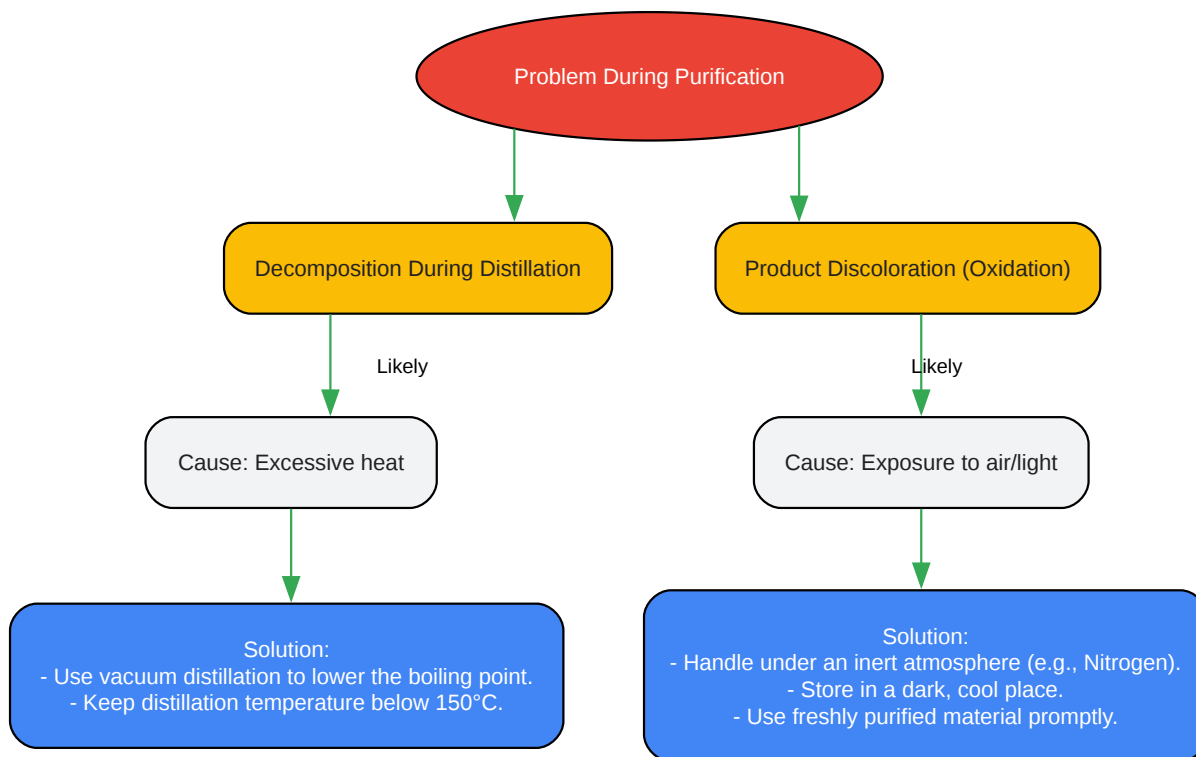 Problem During Purification
Decomposition During Distillation
Product Discoloration (Oxidation)
Likely
Likely
Cause: Excessive heat
Cause: Exposure to air/light
Solution:
- Use vacuum distillation to lower the boiling point.
- Keep distillation temperature below 150°C.
Solution:
- Handle under an inert atmosphere (e.g., Nitrogen).
- Store in a dark, cool place.
- Use freshly purified material promptly.